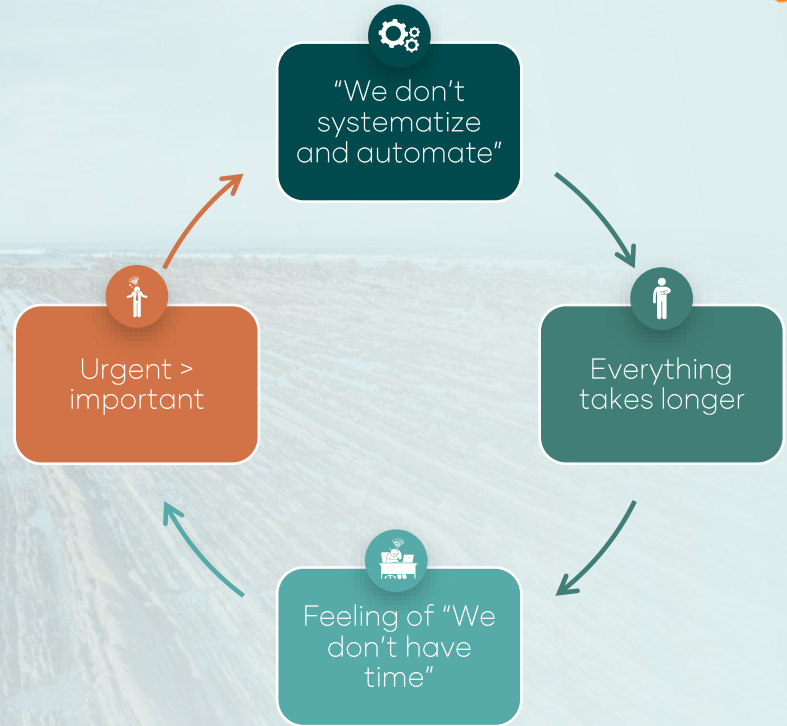 "We don't
systematize
and automate"
Everything
takes longer
Feeling of "We
don't have
time"
Urgent >
important